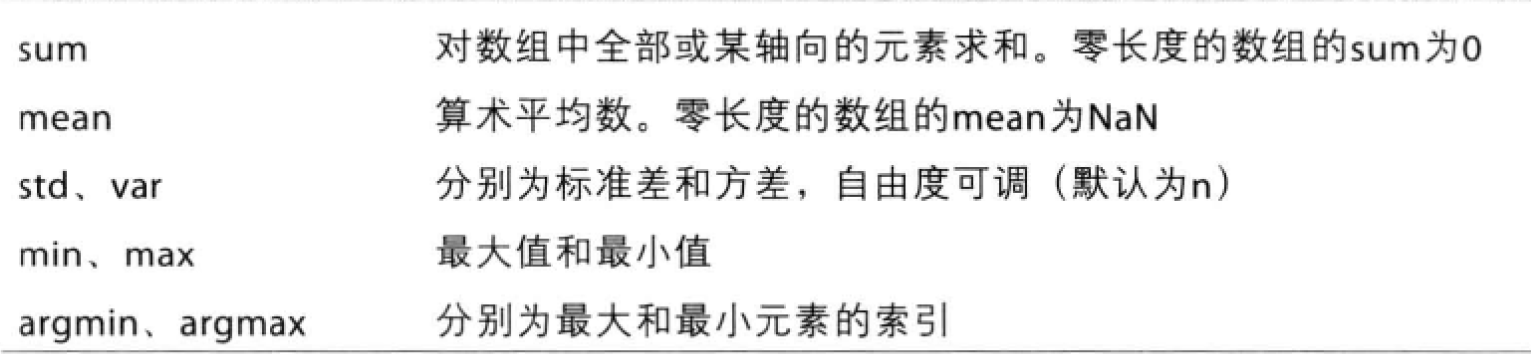 sum 对数组中全部或某轴向的元素求和。零长度的数组的sum为0
mean 算术平均数。零长度的数组的mean为NaN
std、var 分别为标准差和方差，自由度可调（默认为n）
min、max 最大值和最小值
argmin、argmax 分别为最大和最小元素的索引